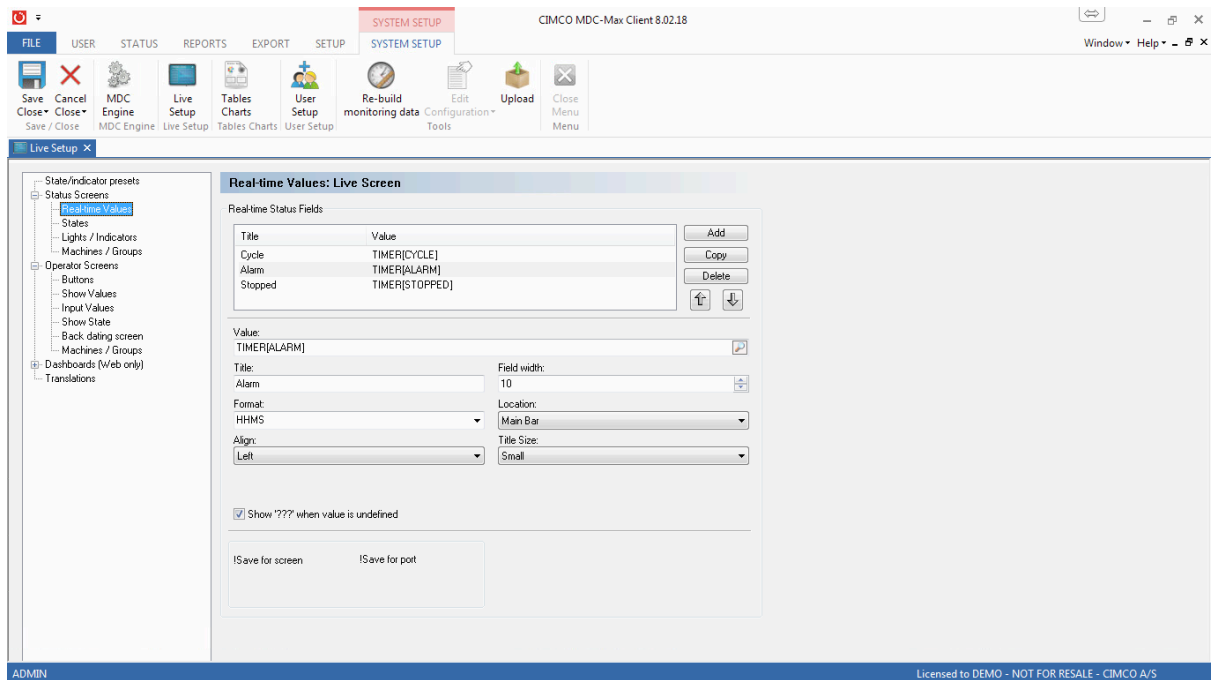 SYSTEM SETUP
CIMCO MDC-Max Client 8.02.18
FILE USER STATUS REPORTS EXPORT SETUP SYSTEM SETUP Window Help
Save Cancel MDC Live Tables User Re-build Edit Upload Close
Close Close Engine Setup Charts Setup monitoring data Configuration Menu
Save / Close MDC Engine Live Setup Tables Charts User Setup Tools Menu
Live Setup
State/indicator presets
Status Screens
Real-time Values
States
Lights / Indicators
Machines / Groups
Operator Screens
Buttons
Show Values
Input Values
Show State
Back dating screen
Machines / Groups
Dashboards (Web only)
Translations
Real-time Values: Live Screen
Real-time Status Fields
Title Value
Cycle TIMER[CYCLE]
Alarm TIMER[ALARM]
Stopped TIMER[STOPPED]
Add
Copy
Delete
Value:
TIMER[ALARM]
Title: Field width:
Alarm 10
Format: Location:
HHMS Main Bar
Align: Title Size:
Left Small
Show '???' when value is undefined
!Save for screen !Save for port
ADMIN Licensed to DEMO - NOT FOR RESALE - CIMCO A/S